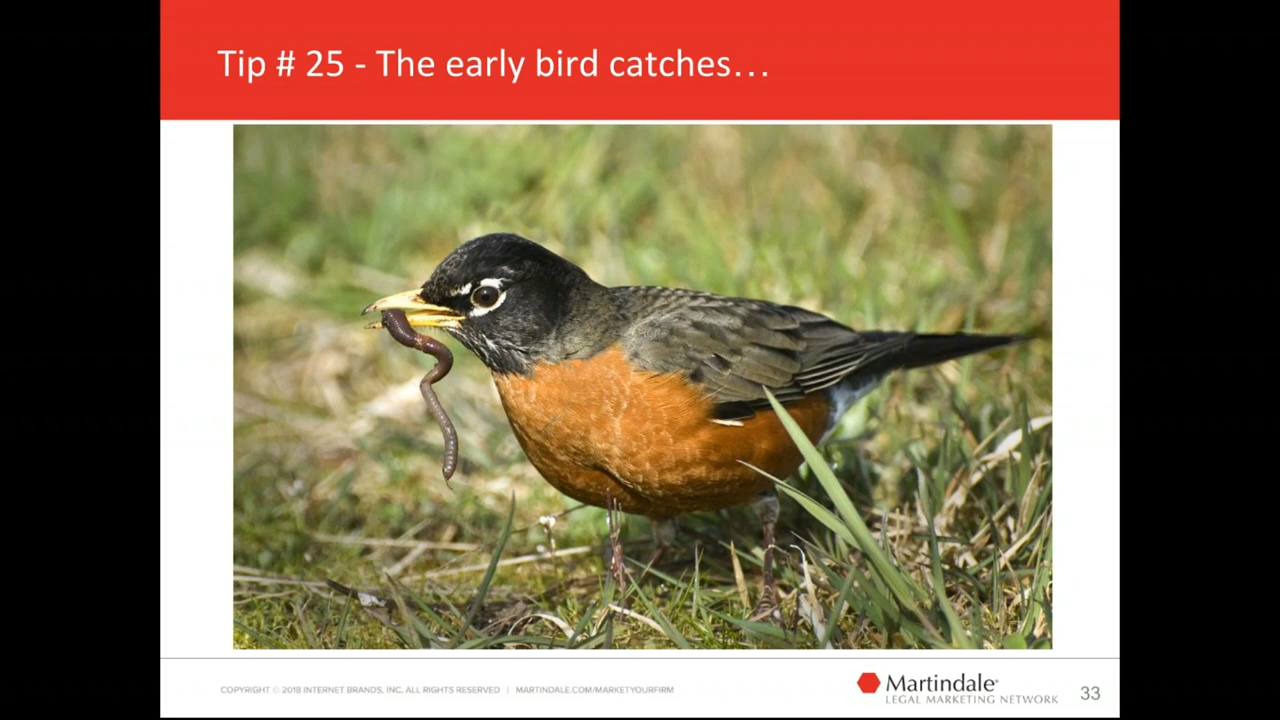 Tip # 25 - The early bird catches…
COPYRIGHT © 2018 INTERNET BRANDS, INC. ALL RIGHTS RESERVED | MARTINDALE.COM/MARKETYOURFIRM
Martindale®
LEGAL MARKETING NETWORK
33